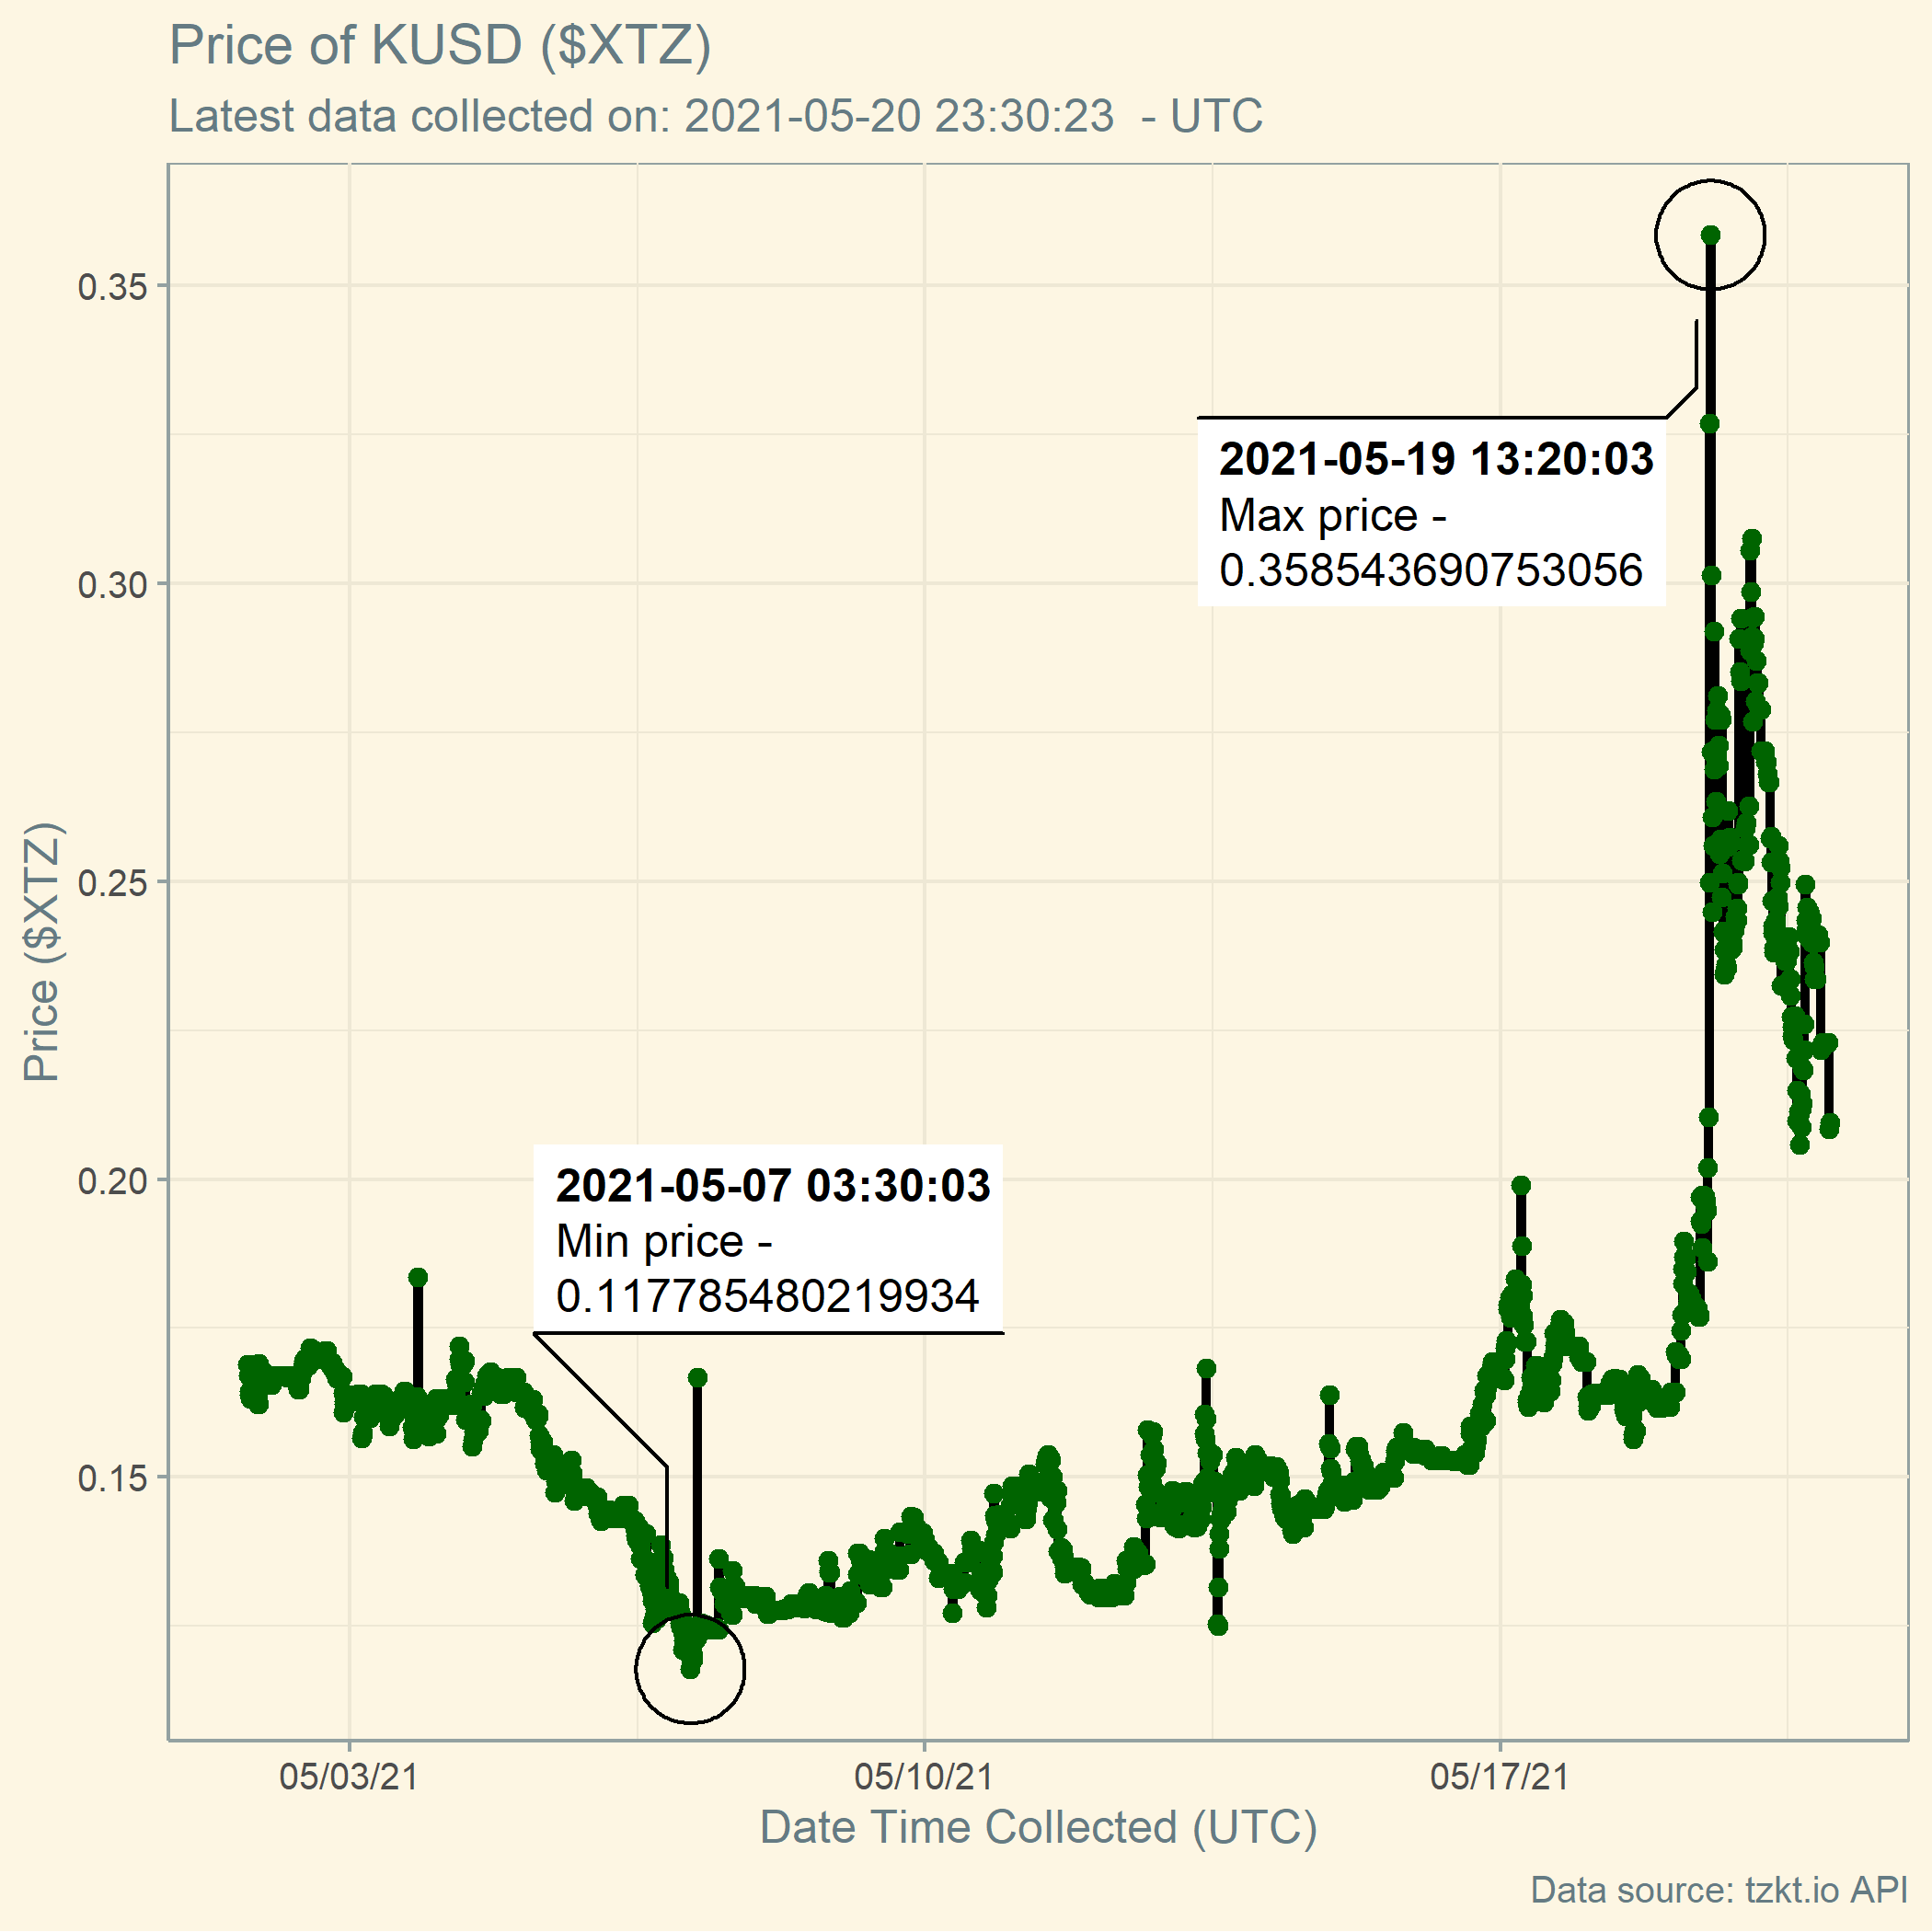 Price of KUSD ($XTZ)
Latest data collected on: 2021-05-20 23:30:23  - UTC
0.35
0.30
0.25
0.20
0.15
Price ($XTZ)
2021-05-19 13:20:03
Max price -
0.358543690753056
2021-05-07 03:30:03
Min price -
0.117785480219934
05/03/21
05/10/21
05/17/21
Date Time Collected (UTC)
Data source: tzkt.io API